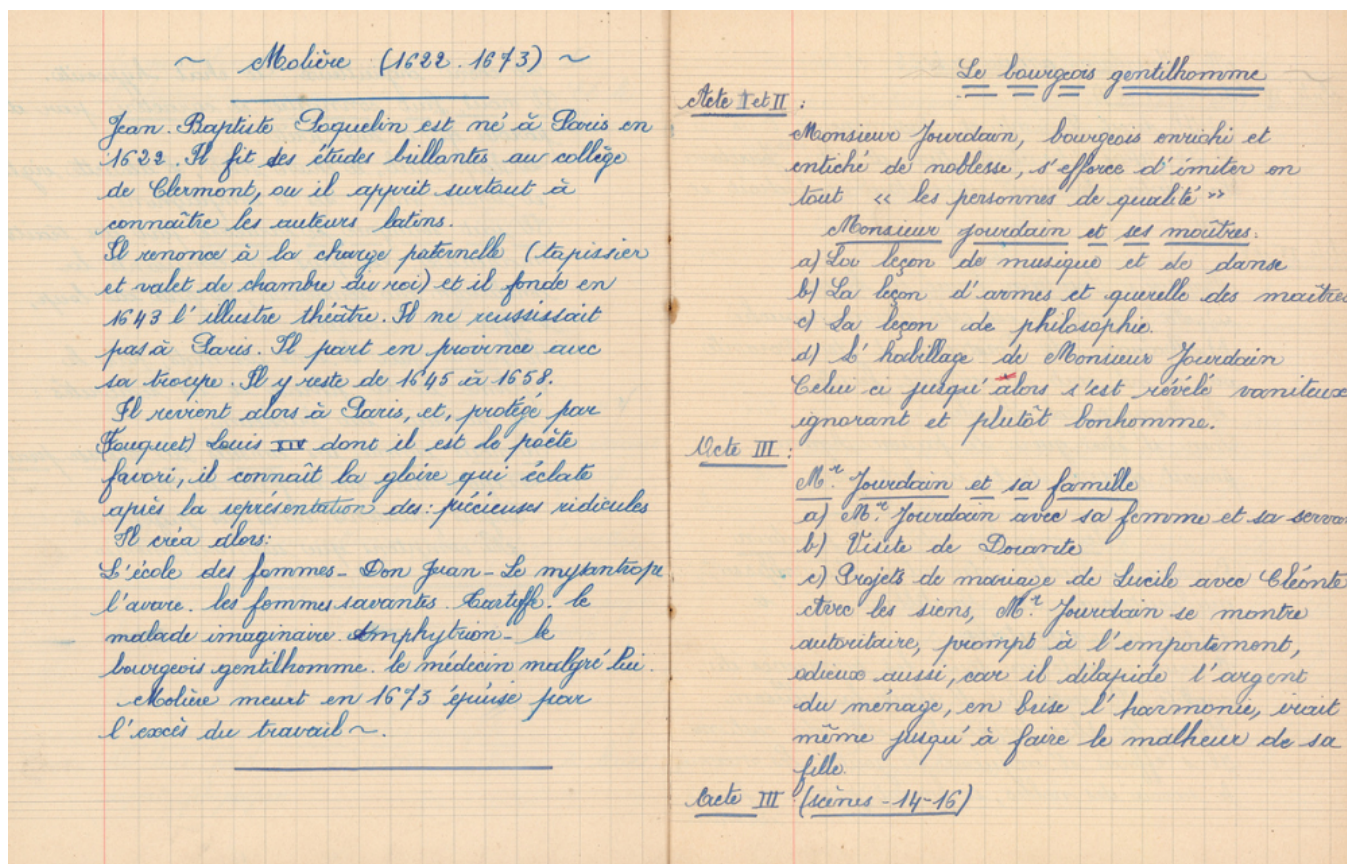 ~ Molière (1622.1673) ~
Jean.Baptiste Poquelin est né à Paris en
1622. Il fit des études brillantes au collège
de Clermont, ou il apprit surtout à
connaître les auteurs latins.
Il renonce à la charge paternelle (tapissier
et valet de chambre du roi) et il fonde en
1643 l'illustre théâtre. Il ne reussissait
pas à Paris. Il part en province avec
sa troupe. Il y reste de 1645 à 1658.
Il revient alors à Paris, et, protégé par
Fouquet) Louis XIV dont il est le poète
favori, il connaît la gloire qui éclate
après la représentation des: précieuses ridicules
Il créa alors:
L'école des femmes - Don Juan - Le mysantrope
l'avare. les femmes savantes. Tartuffe. le
malade imaginaire. Amphytrion - le
bourgeois gentilhomme. le médecin malgré lui.
Molière meurt en 1673 épuisé par
l'excès du travail ~.
Le bourgeois gentilhomme
Acte I et II :
Monsieur Jourdain, bourgeois enrichi et
entiché de noblesse, s'efforce d'imiter en
tout « les personnes de qualité »
Monsieur jourdain et ses maîtres.
a) La leçon de musique et de danse
b) La leçon d'armes et querelle des maîtres
c) La leçon de philosophie.
d) L'habillage de Monsieur Jourdain
Celui ci jusqu'alors s'est révélé vaniteux
ignorant et plutôt bonhomme.
Acte III :
Mr. Jourdain et sa famille
a) Mr. Jourdain avec sa femme et sa servan
b) Visite de Dorante
c) Projets de mariage de Lucile avec Cléonte
Avec les siens, Mr. Jourdain se montre
autoritaire, prompt à l'emportement,
odieux aussi, car il dilapide l'argent
du ménage, en brise l'harmonie, irait
même jusqu'à faire le malheur de sa
fille.
Acte III (scènes - 14-16)